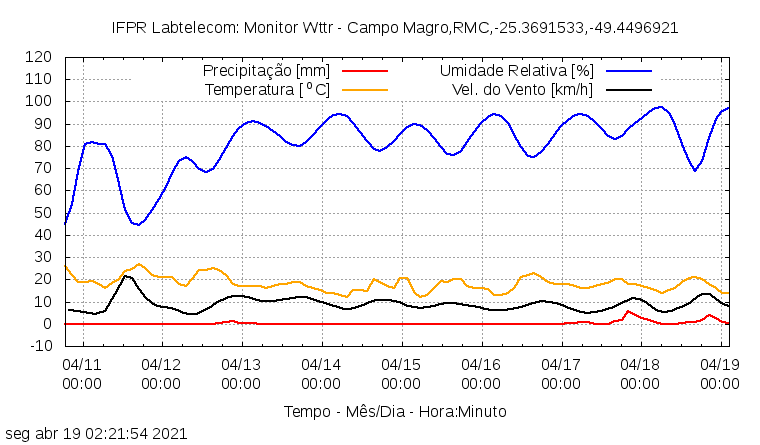 IFPR Labtelecom: Monitor Wttr - Campo Magro,RMC,-25.3691533,-49.4496921
Precipitação [mm]
Umidade Relativa [%]
Temperatura [ºC]
Vel. do Vento [km/h]
120
110
100
90
80
70
60
50
40
30
20
10
0
-10
04/11 04/12 04/13 04/14 04/15 04/16 04/17 04/18 04/19
00:00 00:00 00:00 00:00 00:00 00:00 00:00 00:00 00:00
Tempo - Mês/Dia - Hora:Minuto
seg abr 19 02:21:54 2021